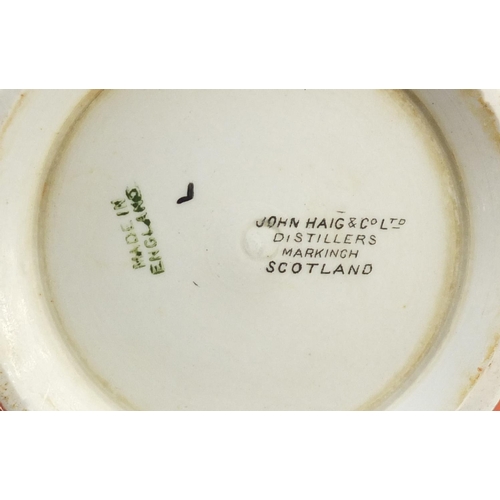 MADE IN
ENGLAND
JOHN HAIG & CO LTD
DISTILLERS
MARKINCH
SCOTLAND